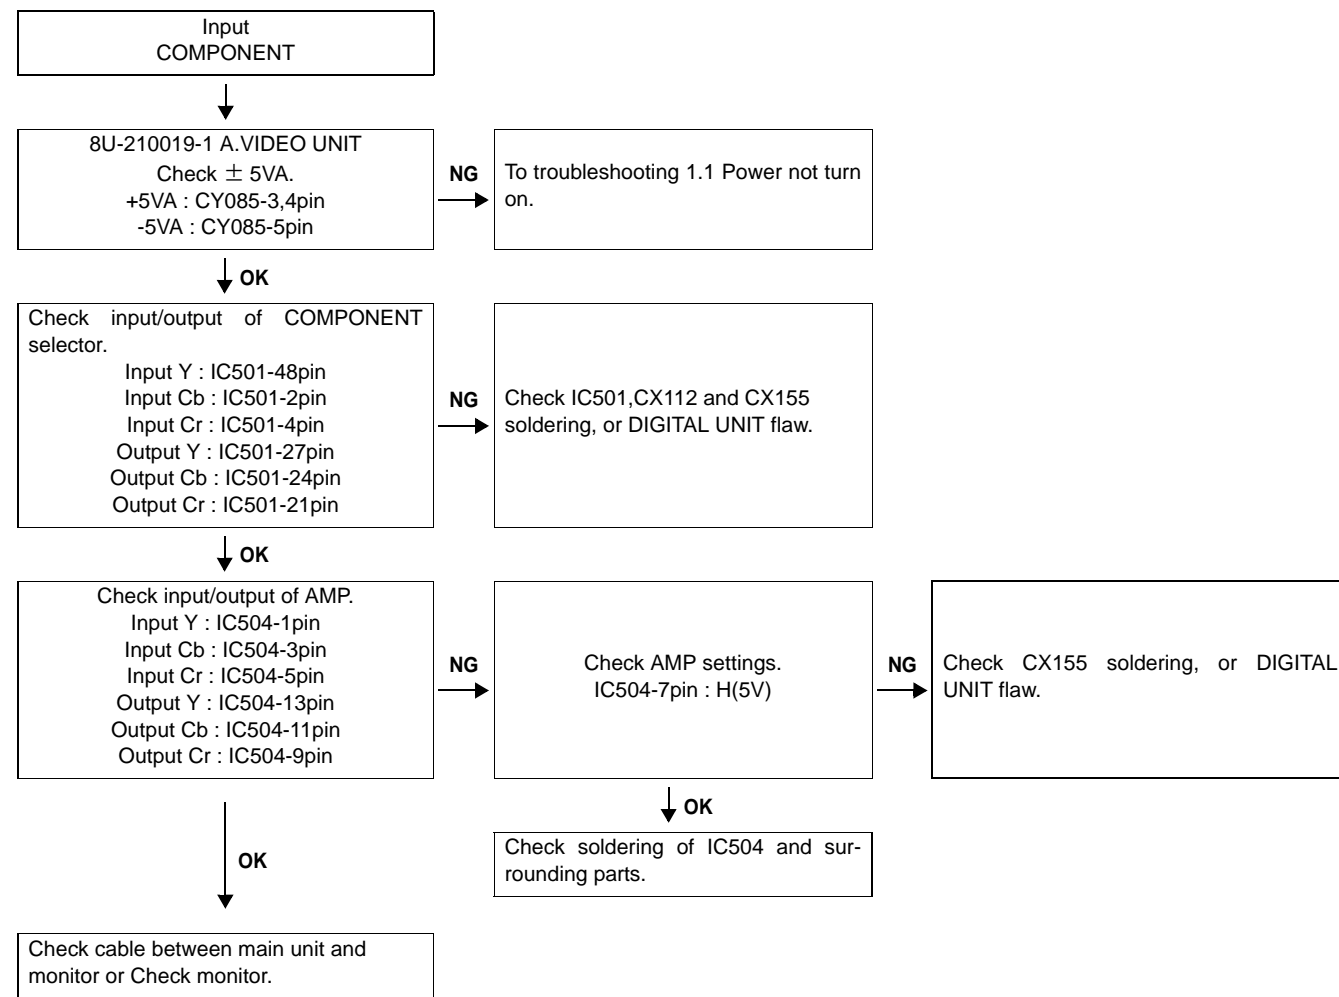 Input
COMPONENT
8U-210019-1 A.VIDEO UNIT
Check ± 5VA.
+5VA : CY085-3,4pin
-5VA : CY085-5pin
NG
To troubleshooting 1.1 Power not turn
on.
OK
Check input/output of COMPONENT
selector.
Input Y : IC501-48pin
Input Cb : IC501-2pin
Input Cr : IC501-4pin
Output Y : IC501-27pin
Output Cb : IC501-24pin
Output Cr : IC501-21pin
NG
Check IC501,CX112 and CX155
soldering, or DIGITAL UNIT flaw.
OK
Check input/output of AMP.
Input Y : IC504-1pin
Input Cb : IC504-3pin
Input Cr : IC504-5pin
Output Y : IC504-13pin
Output Cb : IC504-11pin
Output Cr : IC504-9pin
NG
Check AMP settings.
IC504-7pin : H(5V)
NG
Check CX155 soldering, or DIGITAL
UNIT flaw.
OK
Check soldering of IC504 and sur-
rounding parts.
OK
Check cable between main unit and
monitor or Check monitor.